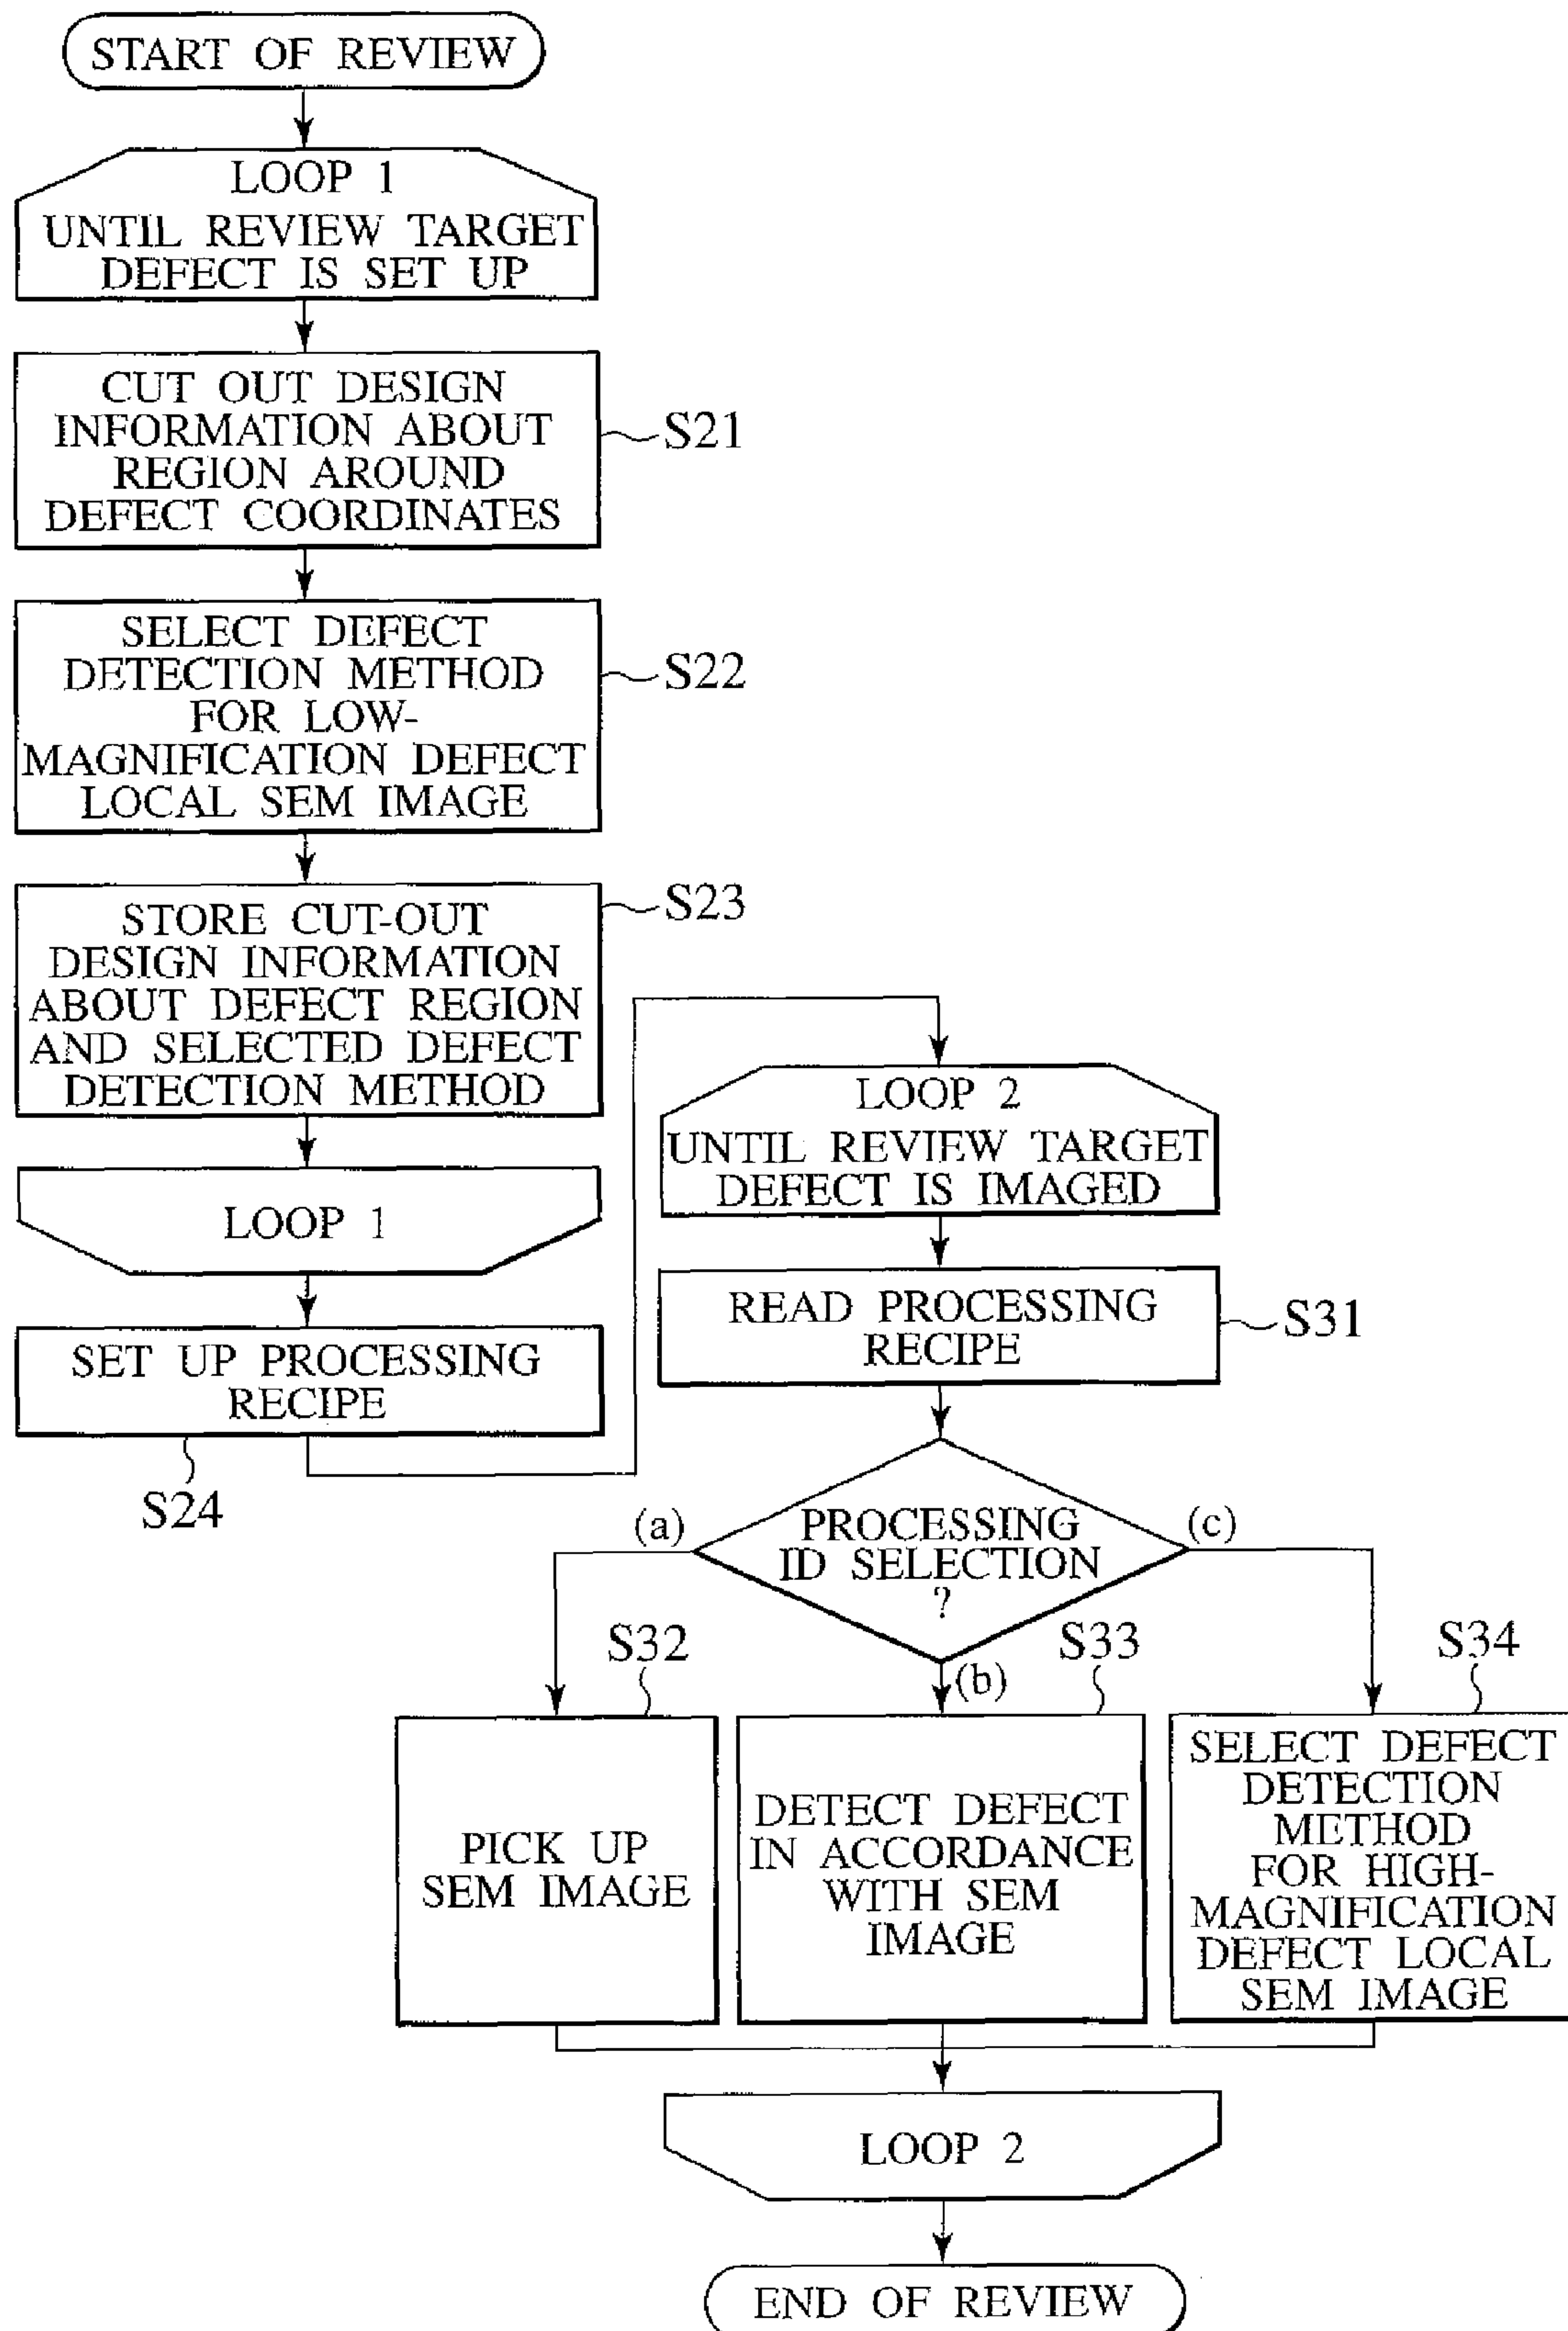 START OF REVIEW
LOOP 1
UNTIL REVIEW TARGET
DEFECT IS SET UP
CUT OUT DESIGN
INFORMATION ABOUT
REGION AROUND
DEFECT COORDINATES
S21
SELECT DEFECT
DETECTION METHOD
FOR LOW-
MAGNIFICATION DEFECT
LOCAL SEM IMAGE
S22
STORE CUT-OUT
DESIGN INFORMATION
ABOUT DEFECT REGION
AND SELECTED DEFECT
DETECTION METHOD
S23
LOOP 1
SET UP PROCESSING
RECIPE
S24
LOOP 2
UNTIL REVIEW TARGET
DEFECT IS IMAGED
READ PROCESSING
RECIPE
S31
PROCESSING
ID SELECTION
?
(a)
(b)
(c)
S32
PICK UP
SEM IMAGE
S33
DETECT DEFECT
IN ACCORDANCE
WITH SEM
IMAGE
S34
SELECT DEFECT
DETECTION
METHOD
FOR HIGH-
MAGNIFICATION
DEFECT LOCAL
SEM IMAGE
LOOP 2
END OF REVIEW